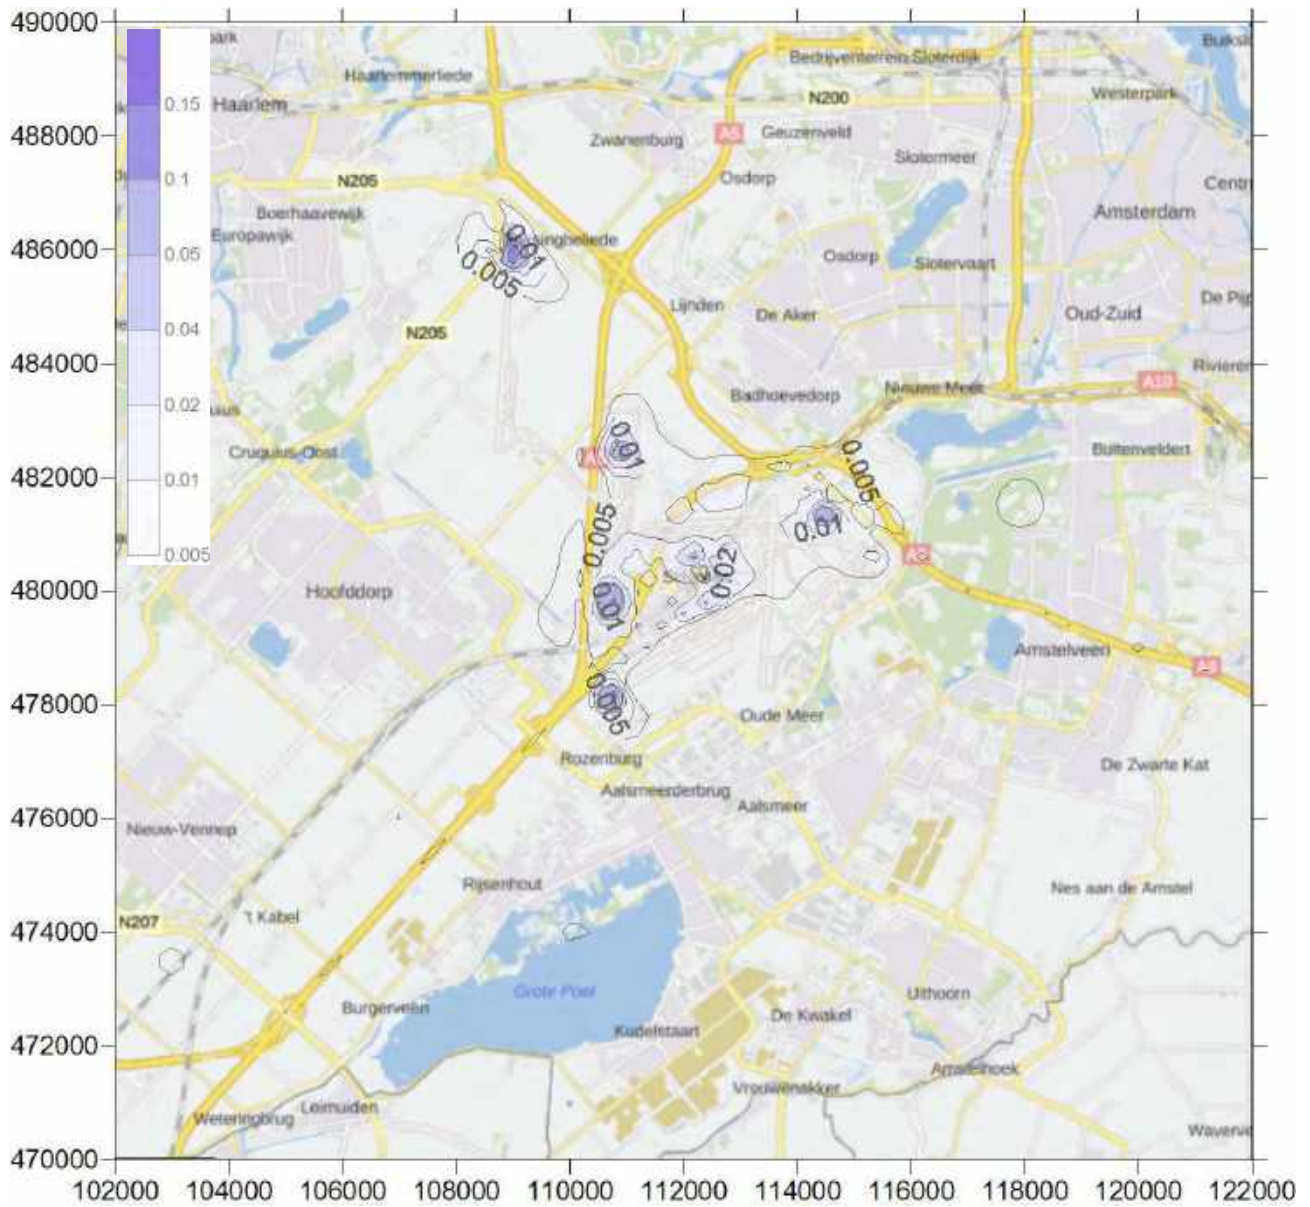 490000
488000
486000
484000
482000
480000
478000
476000
474000
472000
470000
102000 104000 106000 108000 110000 112000 114000 116000 118000 120000 122000
0.15
0.1
0.05
0.04
0.02
0.01
0.005
park
Haarlemmerliede
Bedrijventerrein Sloterdijk
Haarlem
N200
Westerpark
Zwanenburg
A5
Geuzenveld
Slotermeer
Osdorp
N205
Boerhaavewijk
Europawijk
Amsterdam
0.01
0.005
Osdorp
Slotervaart
Lijnden
De Aker
Oud-Zuid
N205
Badhoevedorp
Nieuwe Meer
A10
Cruquius-Oost
0.01
0.005
Buitenveldert
0.005
0.01
0.02
0.01
Hoofddorp
Amstelveen
A9
0.005
Oude Meer
Rozenburg
De Zwarte Kat
Aalsmeerderbrug
Aalsmeer
Nieuw-Vennep
Rijsenhout
Nes aan de Amstel
N207
't Kabel
Grote Poel
Uithoorn
Burgerveen
De Kwakel
Kudelstaart
Amstelhoek
Vrouwenakker
Leimuiden
Weteringbrug